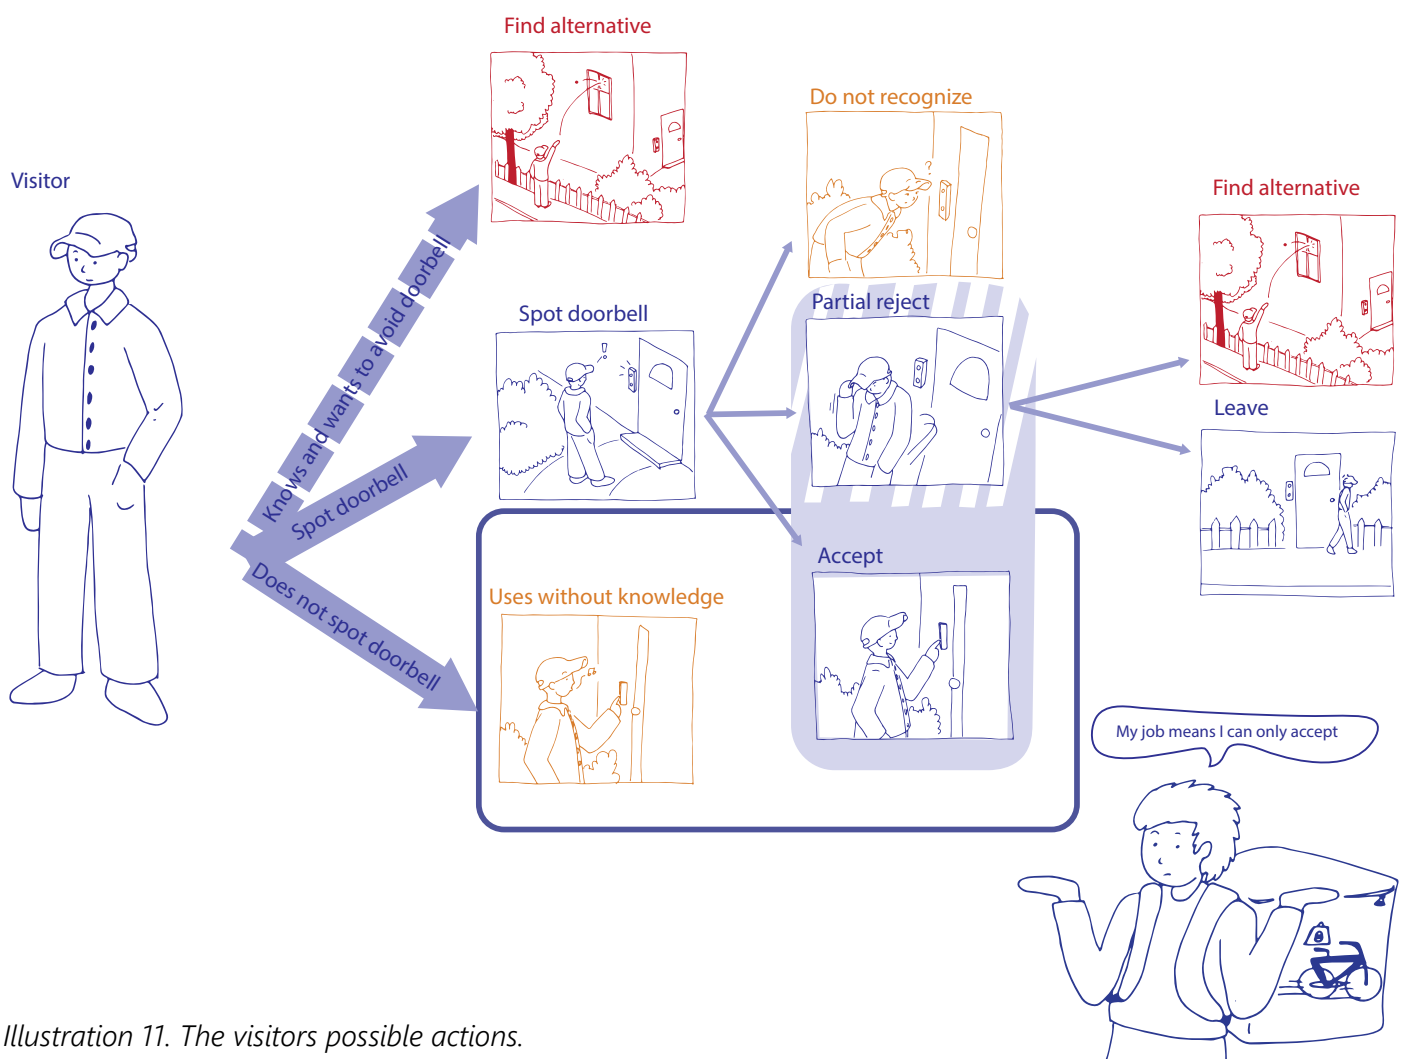 Find alternative
Do not recognize
Visitor
Find alternative
Knows and wants to avoid doorbell
Spot doorbell
Partial reject
?
!
Leave
Spot doorbell
Accept
Does not spot doorbell
Uses without knowledge
My job means I can only accept
Illustration 11. The visitors possible actions.